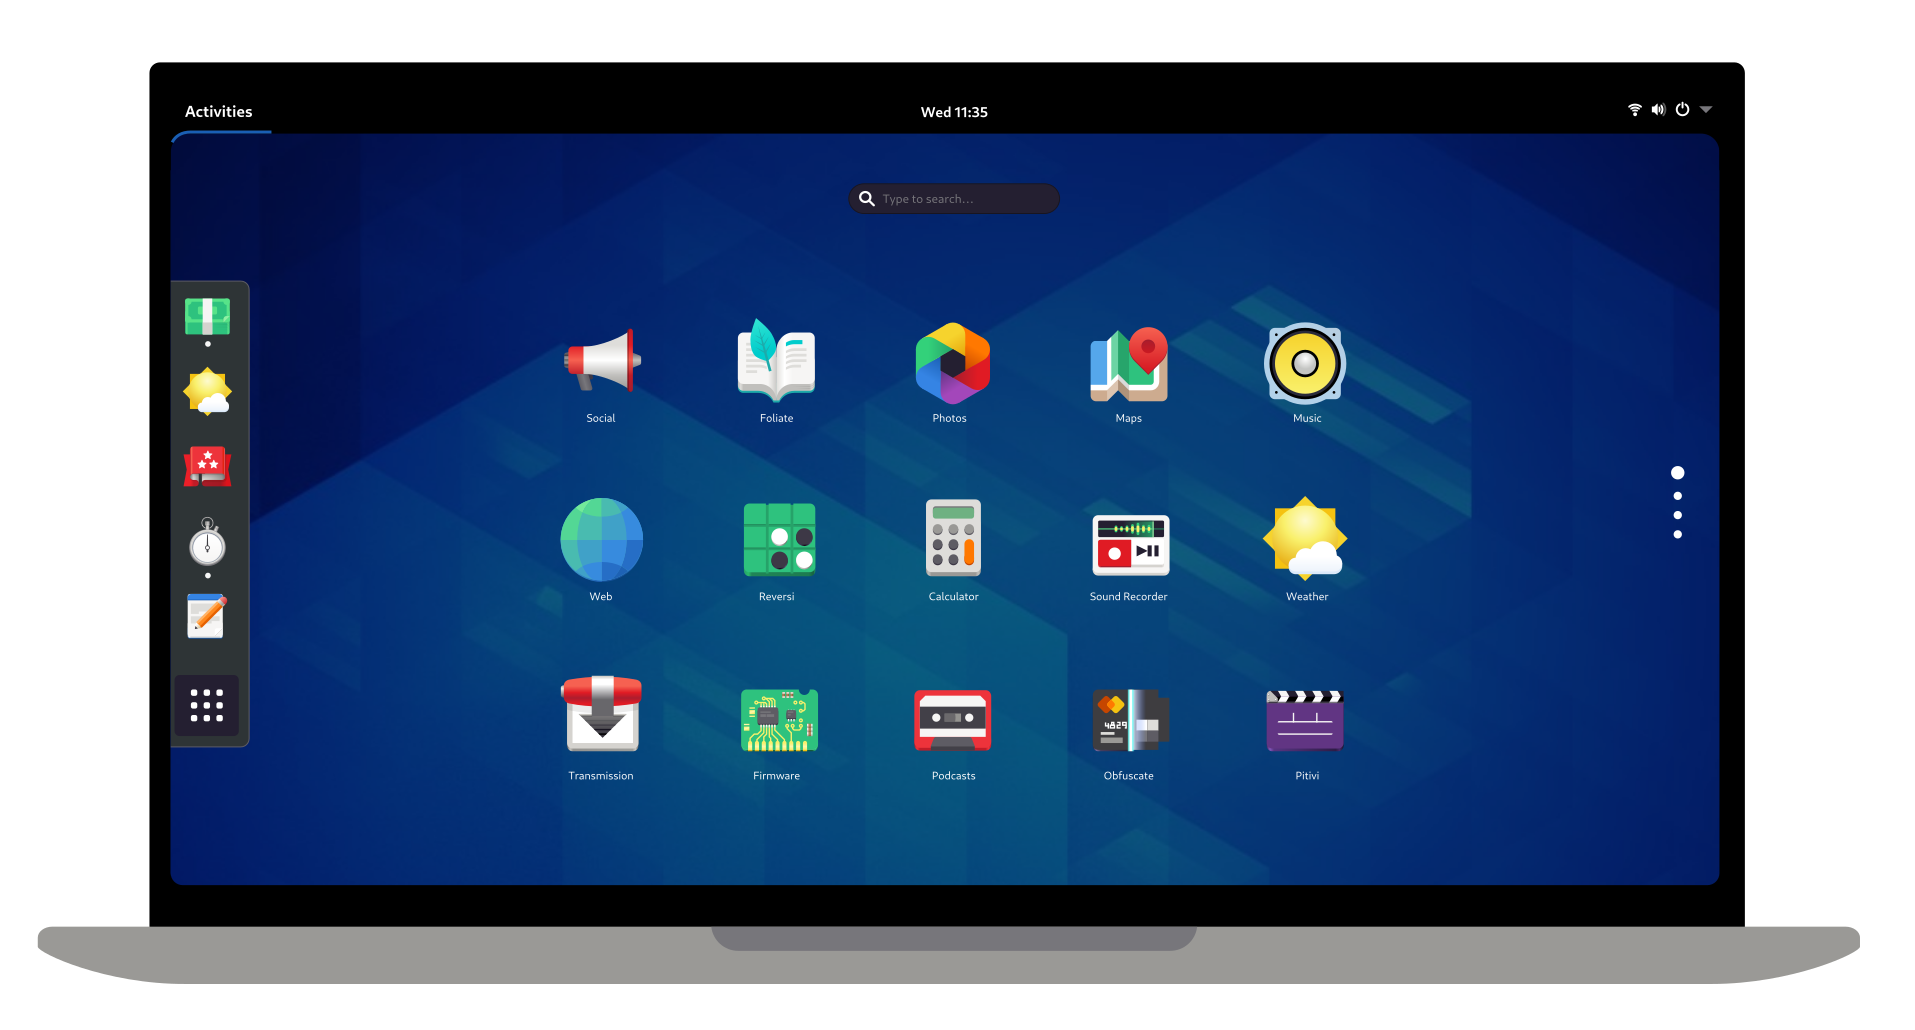 Activities
Wed 11:35
Type to search...
Social
Foliate
Photos
Maps
Music
Web
Reversi
Calculator
Sound Recorder
Weather
4829
Transmission
Firmware
Podcasts
Obfuscate
Pitivi